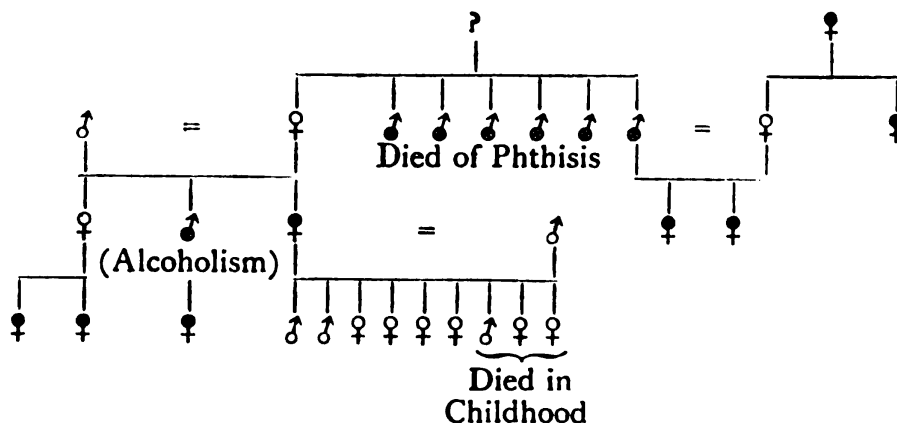 ?
Died of Phthisis
(Alcoholism)
Died in
Childhood